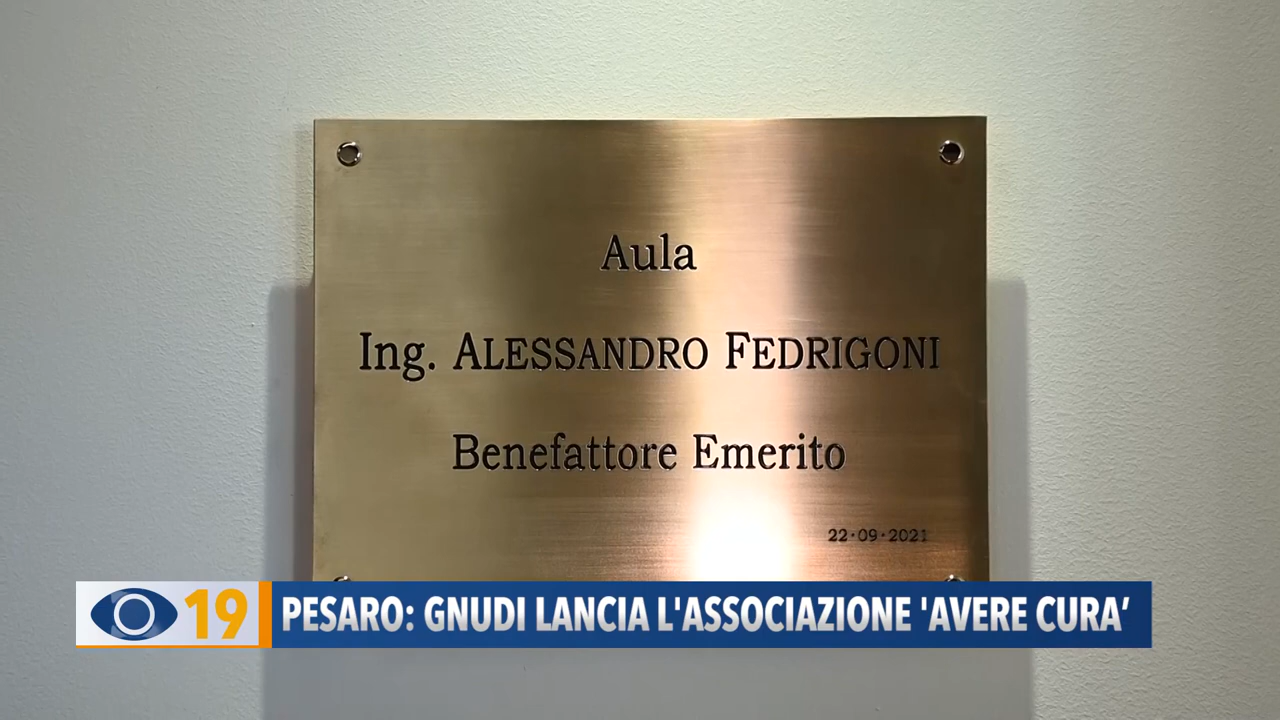 Aula
Ing. ALESSANDRO FEDRIGONI
Benefattore Emerito
22·09·2021
19
PESARO: GNUDI LANCIA L'ASSOCIAZIONE 'AVERE CURA’